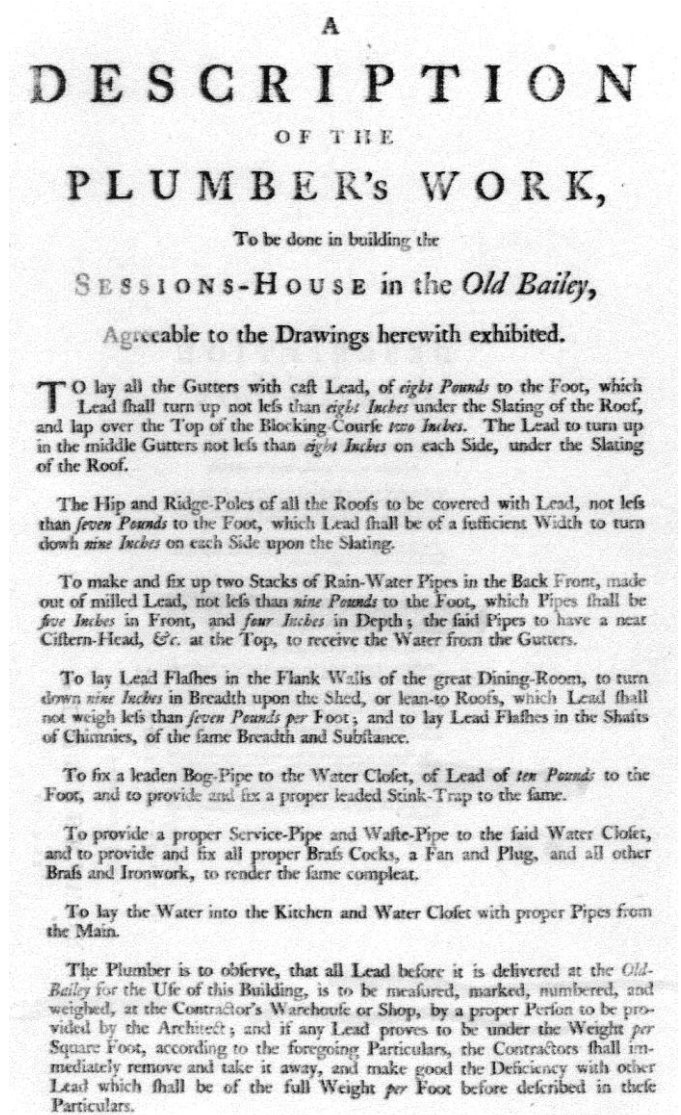 A
DESCRIPTION
OF THE
PLUMBER's WORK,
To be done in building the
SESSIONS-HOUSE in the Old Bailey,
Agreeable to the Drawings herewith exhibited.
TO lay all the Gutters with caſt Lead, of eight Pounds to the Foot, which
Lead ſhall turn up not leſs than eight Inches under the Slating of the Roof,
and lap over the Top of the Blocking-Courſe two Inches. The Lead to turn up
in the middle Gutters not leſs than eight Inches on each Side, under the Slating
of the Roof.
The Hip and Ridge-Poles of all the Roofs to be covered with Lead, not leſs
than ſeven Pounds to the Foot, which Lead ſhall be of a ſufficient Width to turn
dowh nine Inches on each Side upon the Slating.
To make and fix up two Stacks of Rain-Water Pipes in the Back Front, made
out of milled Lead, not leſs than nine Pounds to the Foot, which Pipes ſhall be
five Inches in Front, and four Inches in Depth; the ſaid Pipes to have a neat
Ciſtern-Head, &c. at the Top, to receive the Water from the Gutters.
To lay Lead Flaſhes in the Flank Walls of the great Dining-Room, to turn
down nine Inches in Breadth upon the Shed, or lean-to Roofs, which Lead ſhall
not weigh leſs than ſeven Pounds per Foot; and to lay Lead Flaſhes in the Shafts
of Chimnies, of the ſame Breadth and Subſtance.
To fix a leaden Bog-Pipe to the Water Cloſet, of Lead of ten Pounds to the
Foot, and to provide and fix a proper leaded Stink-Trap to the ſame.
To provide a proper Service-Pipe and Waſte-Pipe to the ſaid Water Cloſet,
and to provide and fix all proper Braſs Cocks, a Fan and Plug, and all other
Braſs and Ironwork, to render the ſame compleat.
To lay the Water into the Kitchen and Water Cloſet with proper Pipes from
the Main.
The Plumber is to obſerve, that all Lead before it is delivered at the Old-
Bailey for the Uſe of this Building, is to be meaſured, marked, numbered, and
weighed, at the Contractor's Warehouſe or Shop, by a proper Perſon to be pro-
vided by the Architect; and if any Lead proves to be under the Weight per
Square Foot, according to the foregoing Particulars, the Contractors ſhall im-
mediately remove and take it away, and make good the Deficiency with other
Lead which ſhall be of the full Weight per Foot before deſcribed in theſe
Particulars.